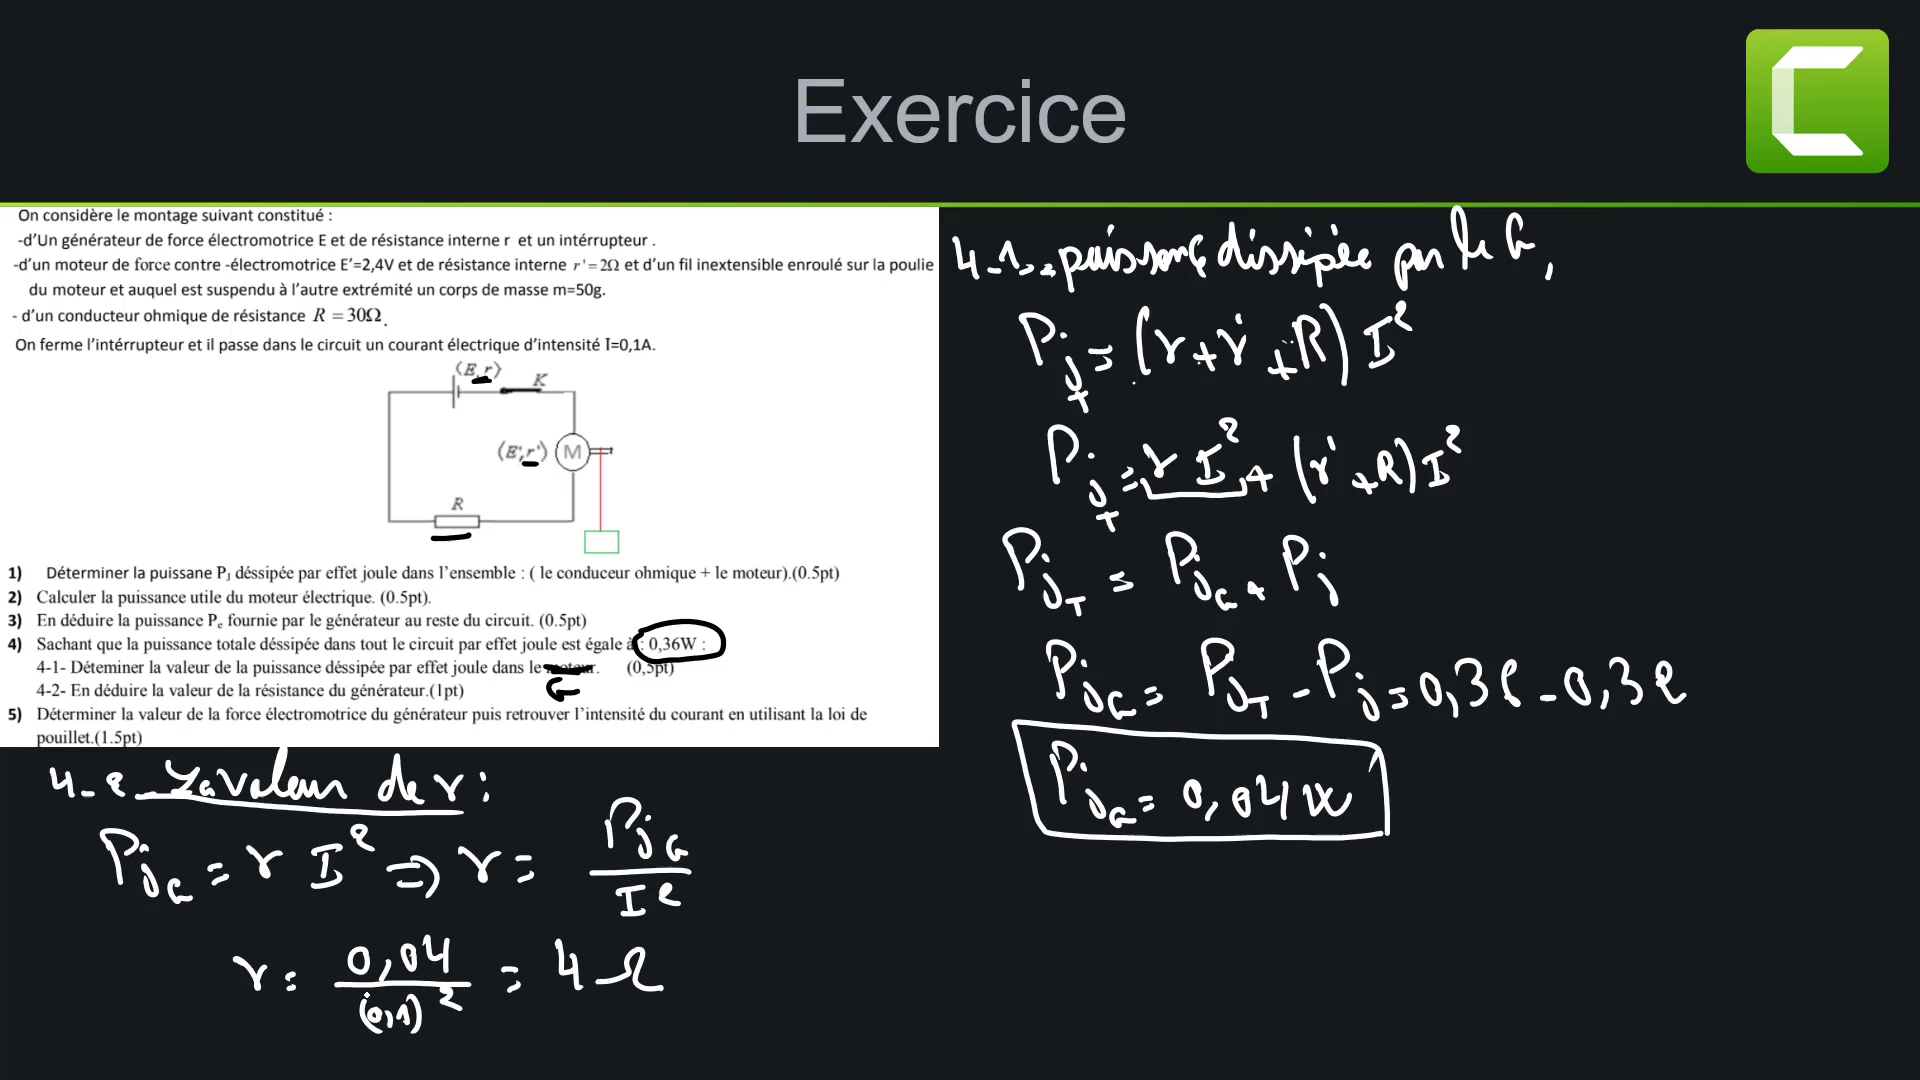 Exercice
On considère le montage suivant constitué :
-d'Un générateur de force électromotrice E et de résistance interne r et un intérrupteur .
-d'un moteur de force contre -électromotrice E'=2,4V et de résistance interne r'=2Ω et d'un fil inextensible enroulé sur la poulie
du moteur et auquel est suspendu à l'autre extrémité un corps de masse m=50g.
- d'un conducteur ohmique de résistance R = 30Ω .
On ferme l'intérrupteur et il passe dans le circuit un courant électrique d'intensité I=0,1A.
(E,r) K
(E',r') M
R
1) Déterminer la puissane PJ déssipée par effet joule dans l'ensemble : ( le conduceur ohmique + le moteur).(0.5pt)
2) Calculer la puissance utile du moteur électrique. (0.5pt).
3) En déduire la puissance Pe fournie par le générateur au reste du circuit. (0.5pt)
4) Sachant que la puissance totale déssipée dans tout le circuit par effet joule est égale à : 0,36W :
4-1- Déteminer la valeur de la puissance déssipée par effet joule dans le moteur. (0,5pt)
G
4-2- En déduire la valeur de la résistance du générateur.(1pt)
5) Déterminer la valeur de la force électromotrice du générateur puis retrouver l'intensité du courant en utilisant la loi de
pouillet.(1.5pt)
4-1-- puissance dissipée par le G,
PjT = (r + r' + R) I²
PjT = r I² + (r' + R) I²
PjT = PjG + Pj
PjG = PjT - Pj = 0,36 - 0,32
PjG = 0,04 W
4-2- La valeur de r :
PjG = r I² => r = PjG / I²
r = 0,04 / (0,1)² = 4 Ω